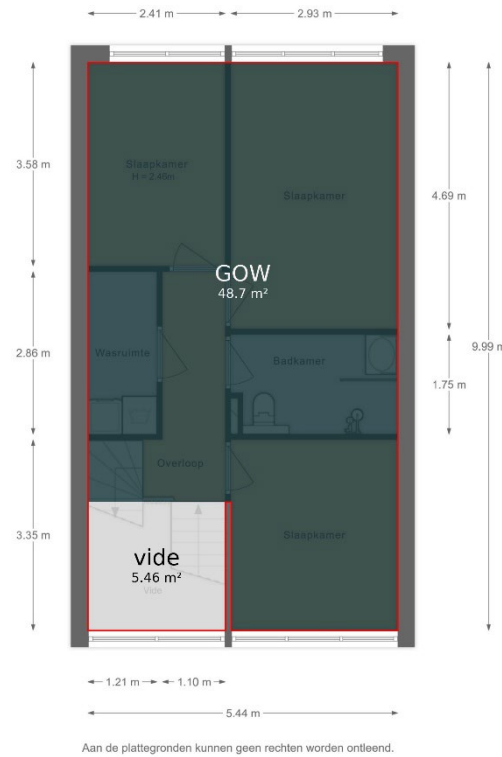 2.41 m
2.93 m
3.58 m
Slaapkamer
H = 2.48m
Slaapkamer
4.69 m
GOW
48.7 m²
9.99 m
2.86 m
Wasruimte
Badkamer
1.75 m
Overloop
3.35 m
Slaapkamer
vide
5.46 m²
Vide
1.21 m
1.10 m
5.44 m
Aan de plattegronden kunnen geen rechten worden ontleend.